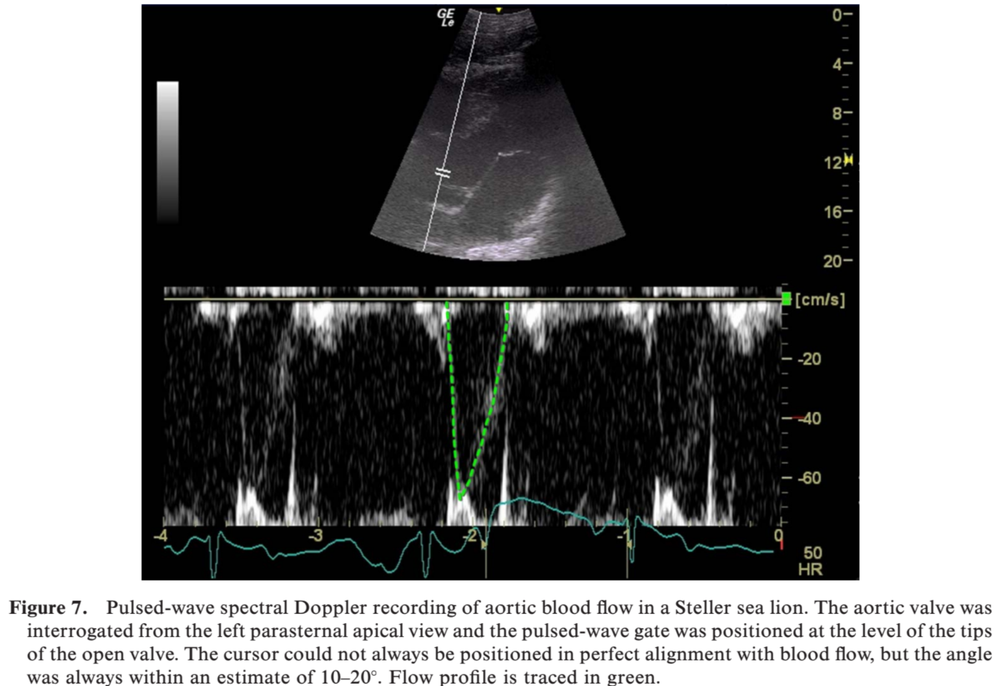 GE
Le
0
4
8
12
16
20
[cm/s]
-20
-40
-60
-4
-3
-2
-1
0
50
HR
Figure 7. Pulsed-wave spectral Doppler recording of aortic blood flow in a Steller sea lion. The aortic valve was
interrogated from the left parasternal apical view and the pulsed-wave gate was positioned at the level of the tips
of the open valve. The cursor could not always be positioned in perfect alignment with blood flow, but the angle
was always within an estimate of 10–20°. Flow profile is traced in green.